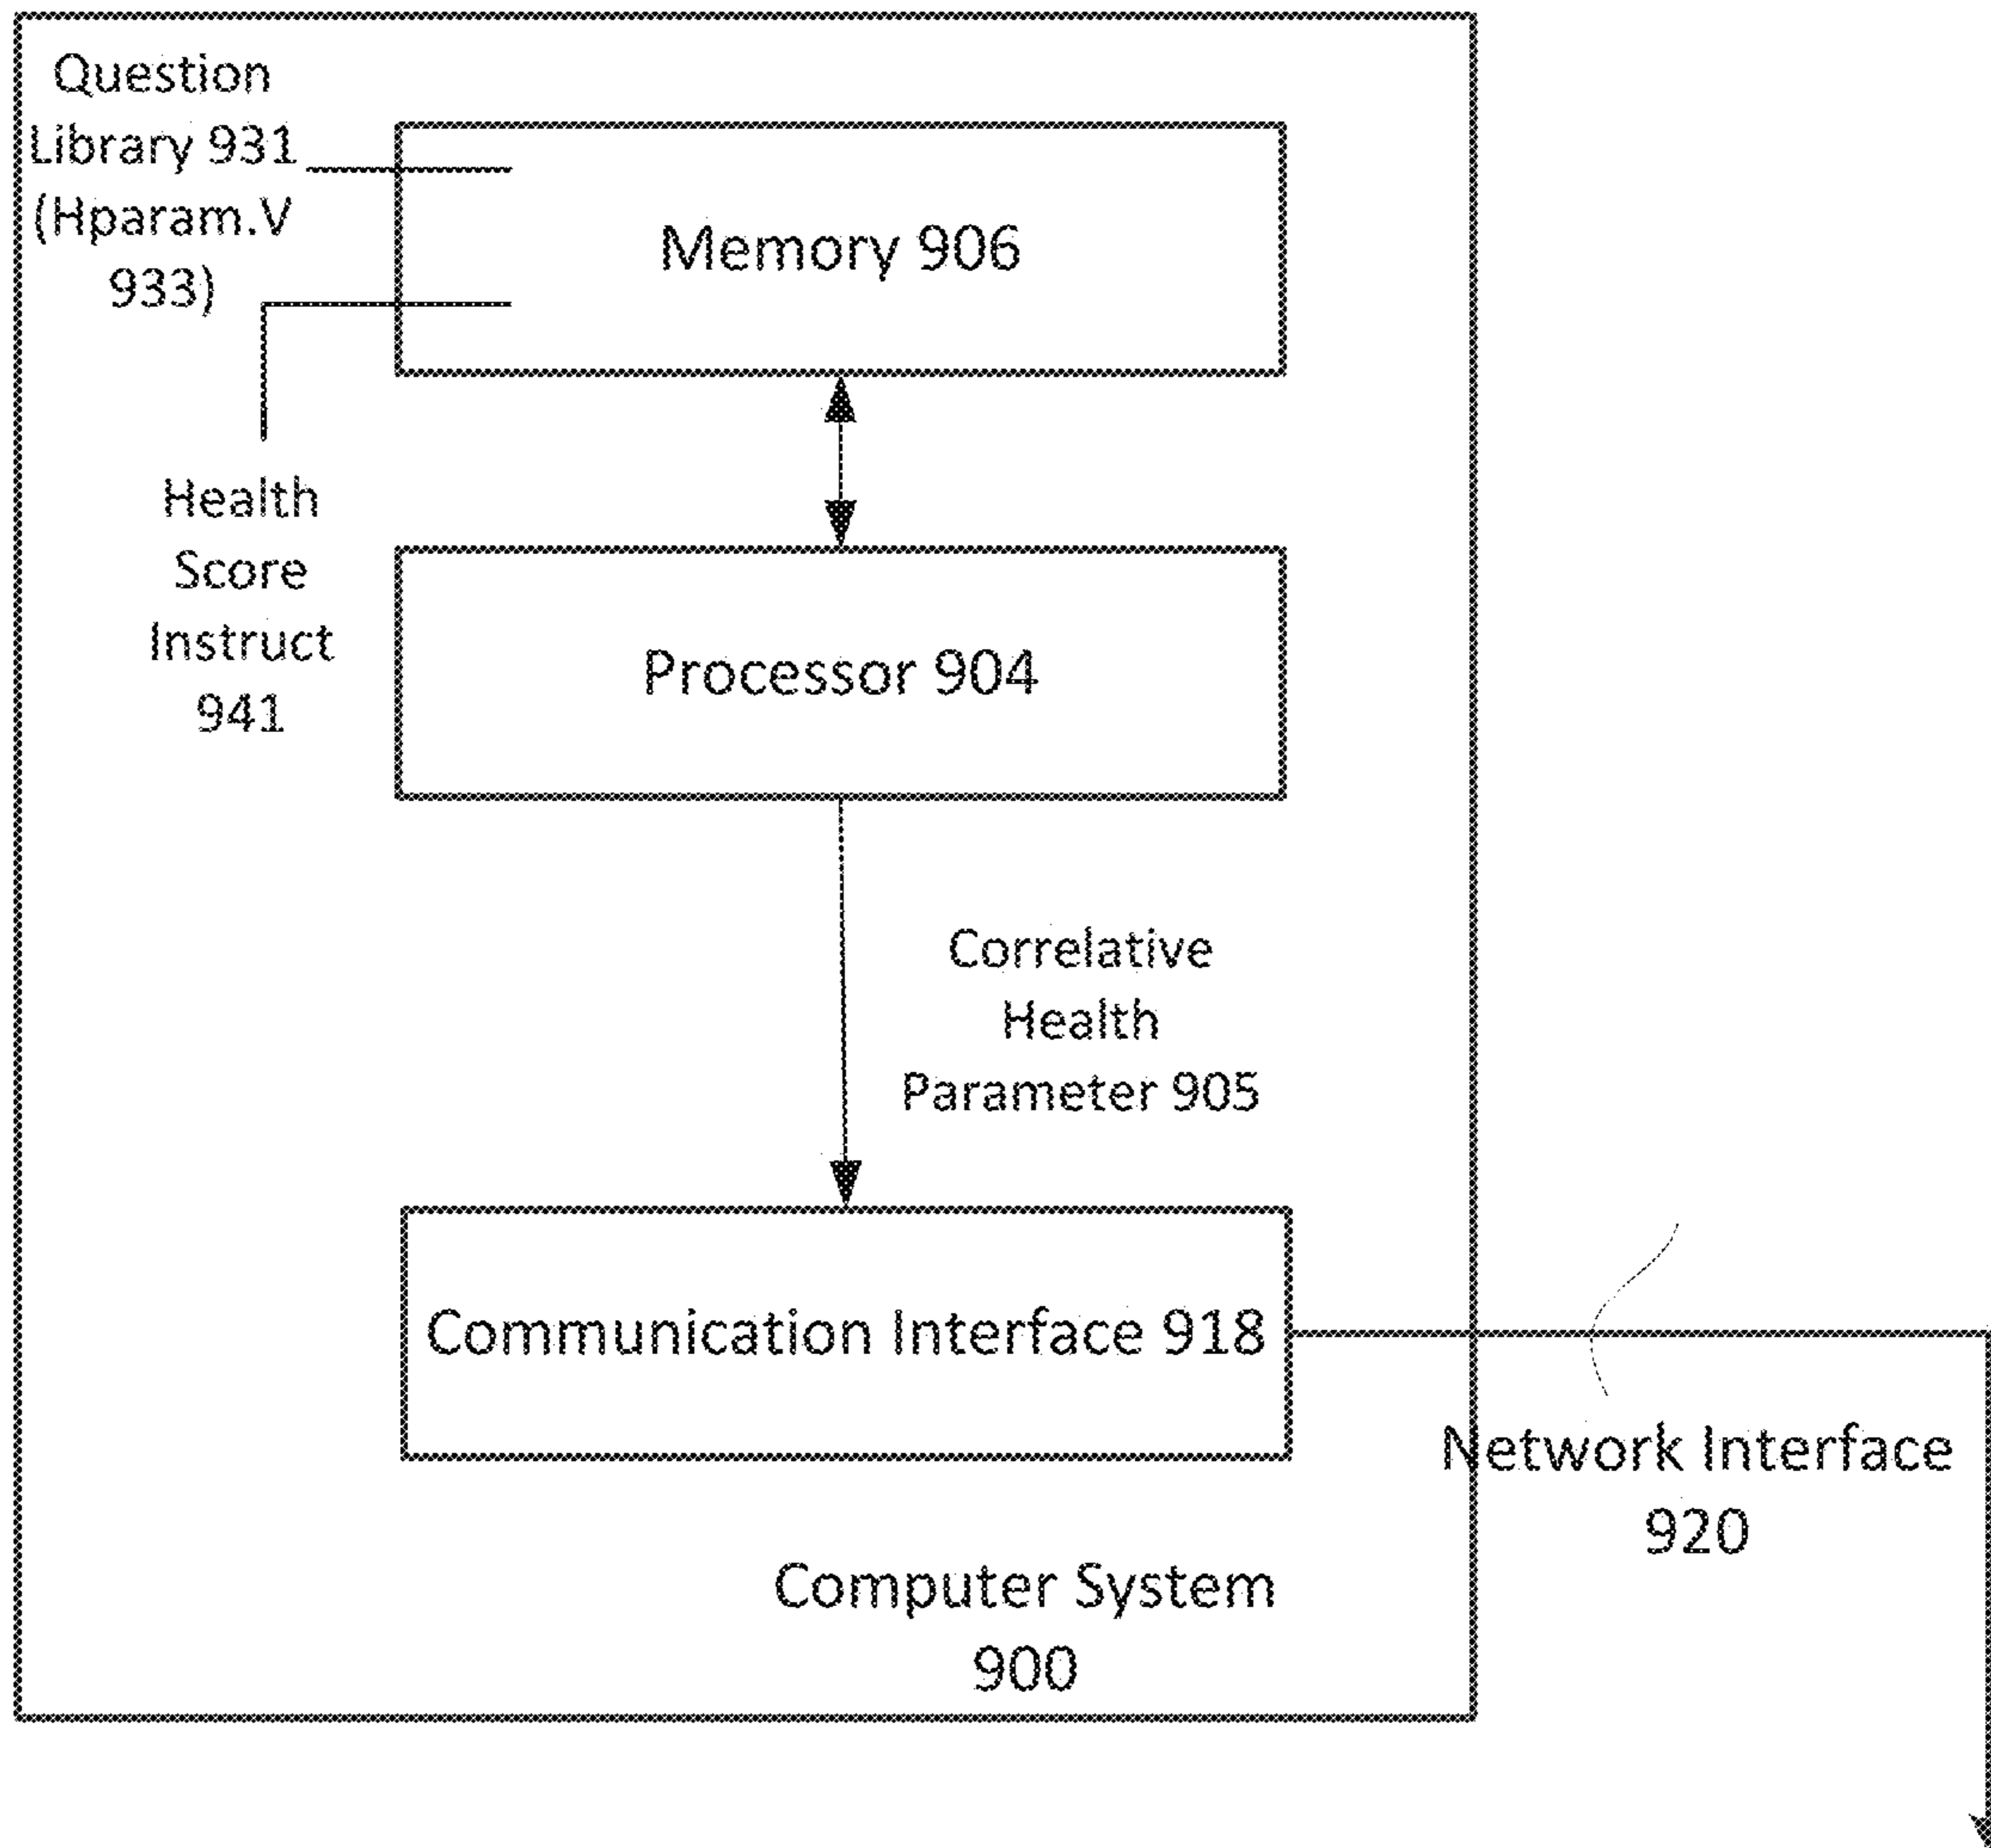 Question
Library 931
(Hparam.V
933)
Memory 906
Health
Score
Instruct
941
Processor 904
Correlative
Health
Parameter 905
Communication Interface 918
Network Interface
920
Computer System
900